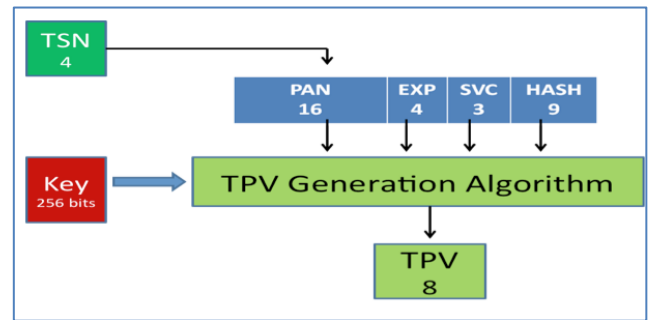 TSN
4
PAN EXP SVC HASH
16 4 3 9
Key
256 bits
TPV Generation Algorithm
TPV
8